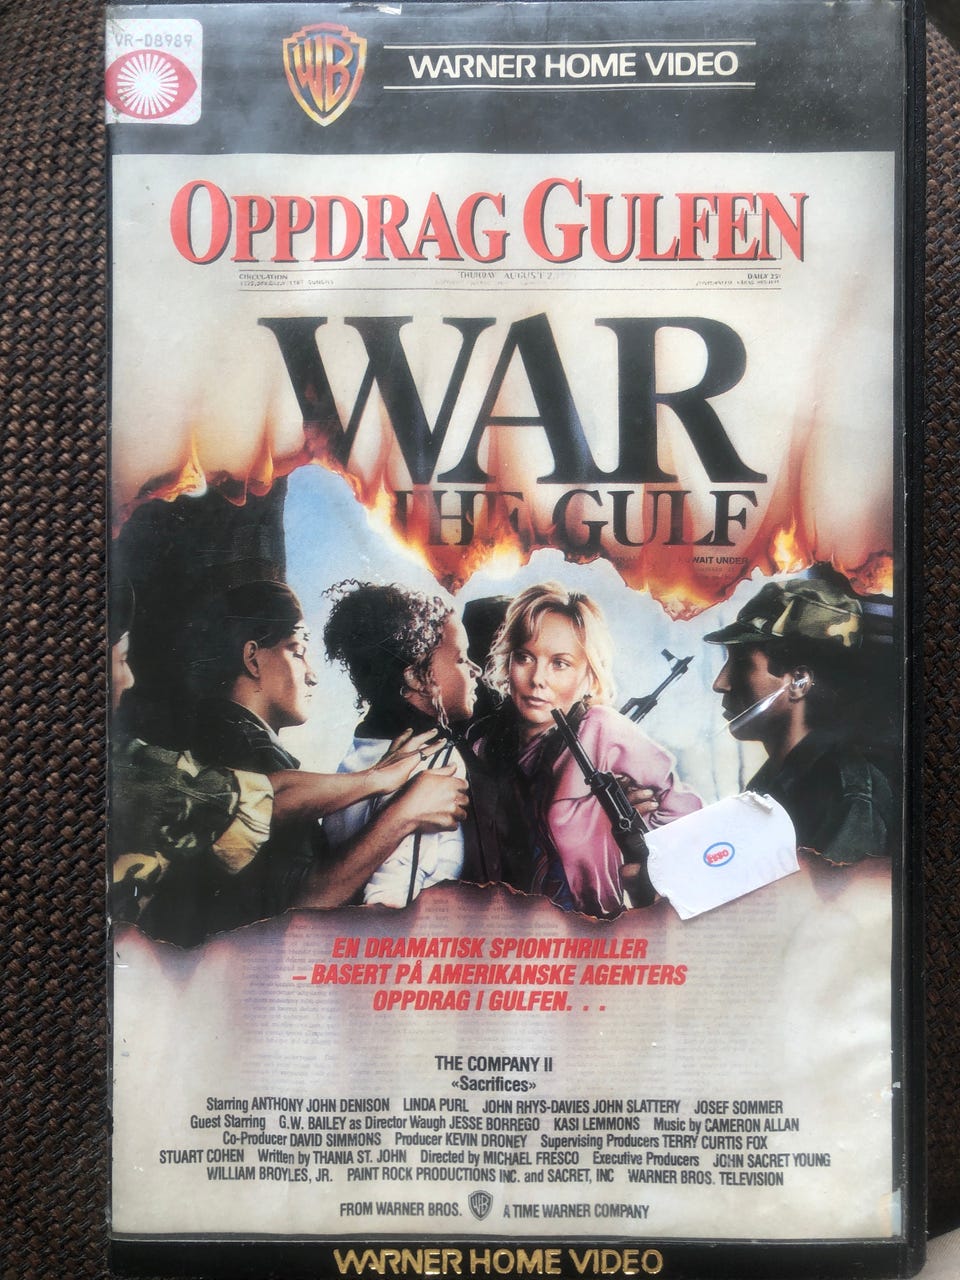 VR-D8989
WB
WARNER HOME VIDEO
OPPDRAG GULFEN
CIRCULATION
THURDAY AUGUST 2,
DAILY 25¢
WAR
THE GULF
KUWAIT UNDER
Esso
EN DRAMATISK SPIONTHRILLER
– BASERT PÅ AMERIKANSKE AGENTERS
OPPDRAG I GULFEN. . .
THE COMPANY II
«Sacrifices»
Starring ANTHONY JOHN DENISON LINDA PURL JOHN RHYS-DAVIES JOHN SLATTERY JOSEF SOMMER
Guest Starring G.W. BAILEY as Director Waugh JESSE BORREGO KASI LEMMONS Music by CAMERON ALLAN
Co-Producer DAVID SIMMONS Producer KEVIN DRONEY Supervising Producers TERRY CURTIS FOX
STUART COHEN Written by THANIA ST. JOHN Directed by MICHAEL FRESCO Executive Producers JOHN SACRET YOUNG
WILLIAM BROYLES, JR. PAINT ROCK PRODUCTIONS INC. and SACRET, INC WARNER BROS. TELEVISION
FROM WARNER BROS. WB A TIME WARNER COMPANY
WARNER HOME VIDEO